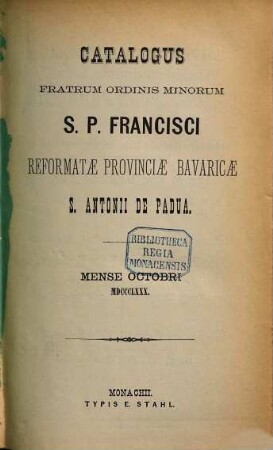 CATALOGUS
FRATRUM ORDINIS MINORUM
S. P. FRANCISCI
REFORMATÆ PROVINCIÆ BAVARICÆ
S. ANTONII DE PADUA.
BIBLIOTHECA
REGIA
MONACENSIS
MENSE OCTOBRI
MDCCCLXXX.
MONACHII.
TYPIS E. STAHL.